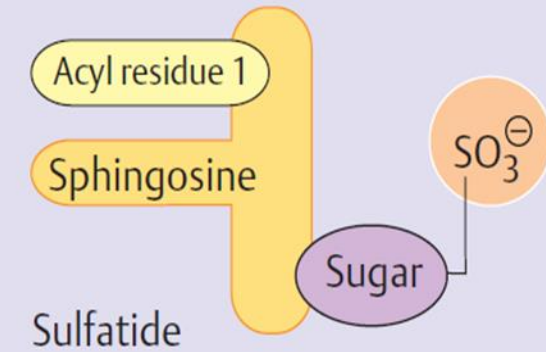 Acyl residue 1
SO₃⊖
Sphingosine
Sugar
Sulfatide